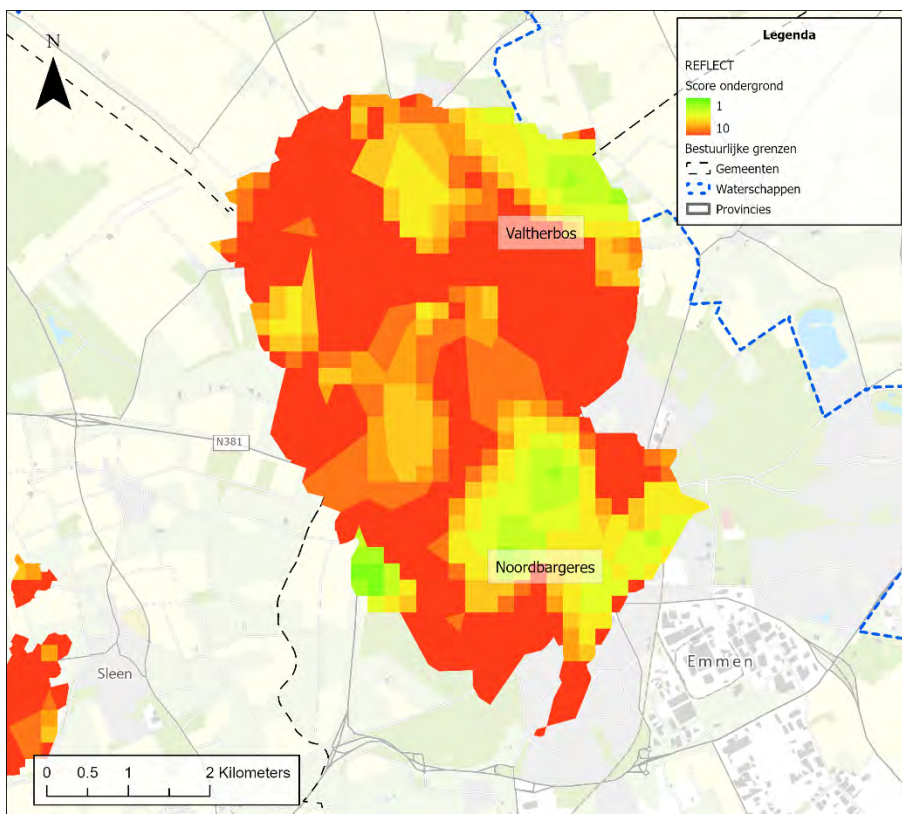 N
Legenda
REFLECT
Score ondergrond
1
10
Bestuurlijke grenzen
Gemeenten
Waterschappen
Provincies
Valtherbos
N381
Noordbargeres
Emmen
Sleen
0 0.5 1 2 Kilometers